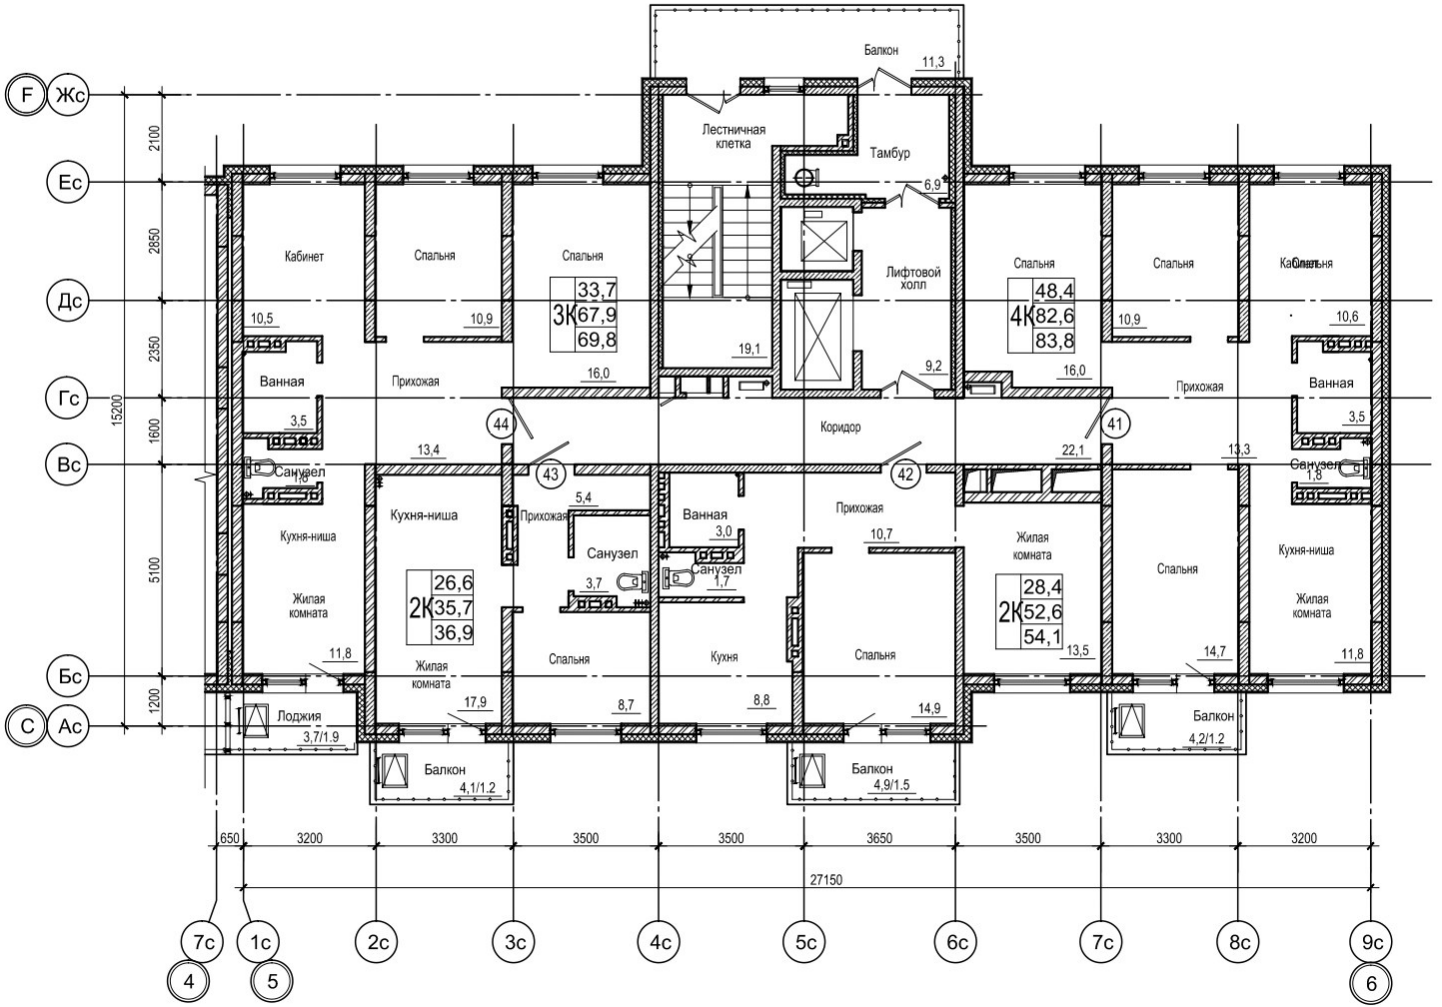 Балкон
11,3
F
Жс
Лестничная
клетка
Тамбур
6,9
2100
Ес
Кабинет
Спальня
Спальня
Лифтовой
холл
Спальня
Спальня
2850
Дс
33,7
3К 67,9
69,8
48,4
4К 82,6
83,8
10,5
10,9
16,0
19,1
9,2
16,0
10,9
10,6
2350
Ванная
3,5
Прихожая
Прихожая
Ванная
3,5
15200
Гс
44
41
Коридор
1600
13,4
22,1
13,3
Вс
43
42
Санузел
1,8
Санузел
1,8
Кухня-ниша
Кухня-ниша
Прихожая
5,4
Ванная
3,0
Прихожая
10,7
Жилая
комната
Кухня-ниша
Санузел
3,7
Санузел
1,7
Спальня
5100
26,6
2К 35,7
36,9
28,4
2К 52,6
54,1
Жилая
комната
Жилая
комната
11,8
Жилая
комната
17,9
Спальня
8,7
Кухня
8,8
Спальня
14,9
13,5
14,7
11,8
Бс
1200
С
Ас
Лоджия
3,7/1.9
Балкон
4,1/1.2
Балкон
4,9/1.5
Балкон
4,2/1.2
650
3200
3300
3500
3500
3650
3500
3300
3200
27150
7с
1с
2с
3с
4с
5с
6с
7с
8с
9с
4
5
6